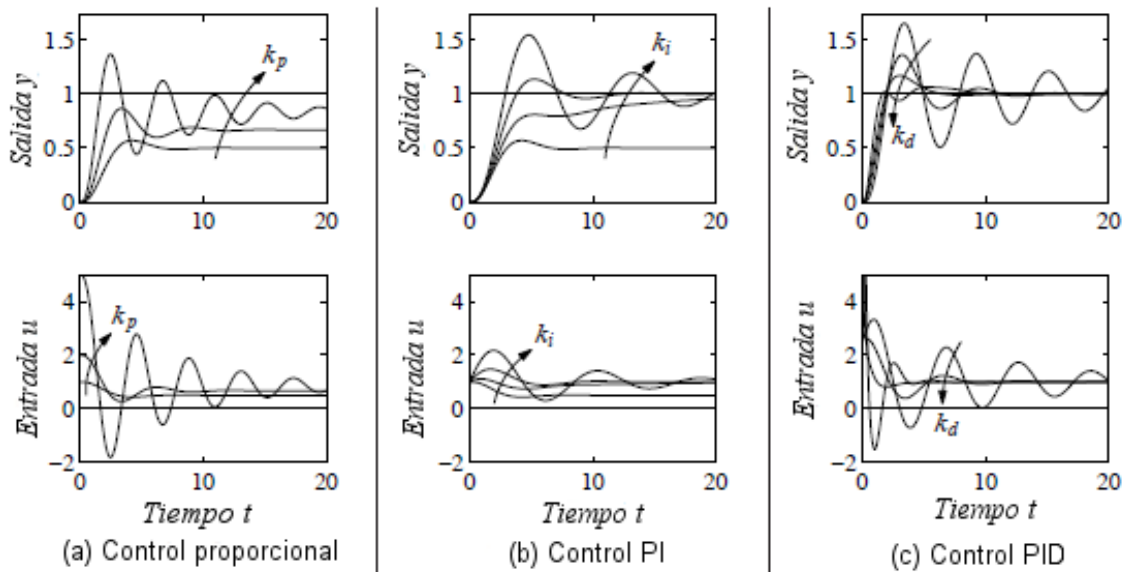 Salida y
1.5
1
0.5
0
0
10
20
k_p
Entrada u
4
2
0
−2
0
10
20
k_p
Tiempo t
(a) Control proporcional
Salida y
1.5
1
0.5
0
0
10
20
k_i
Entrada u
4
2
0
−2
0
10
20
k_i
Tiempo t
(b) Control PI
Salida y
1.5
1
0.5
0
0
10
20
k_d
Entrada u
4
2
0
−2
0
10
20
k_d
Tiempo t
(c) Control PID